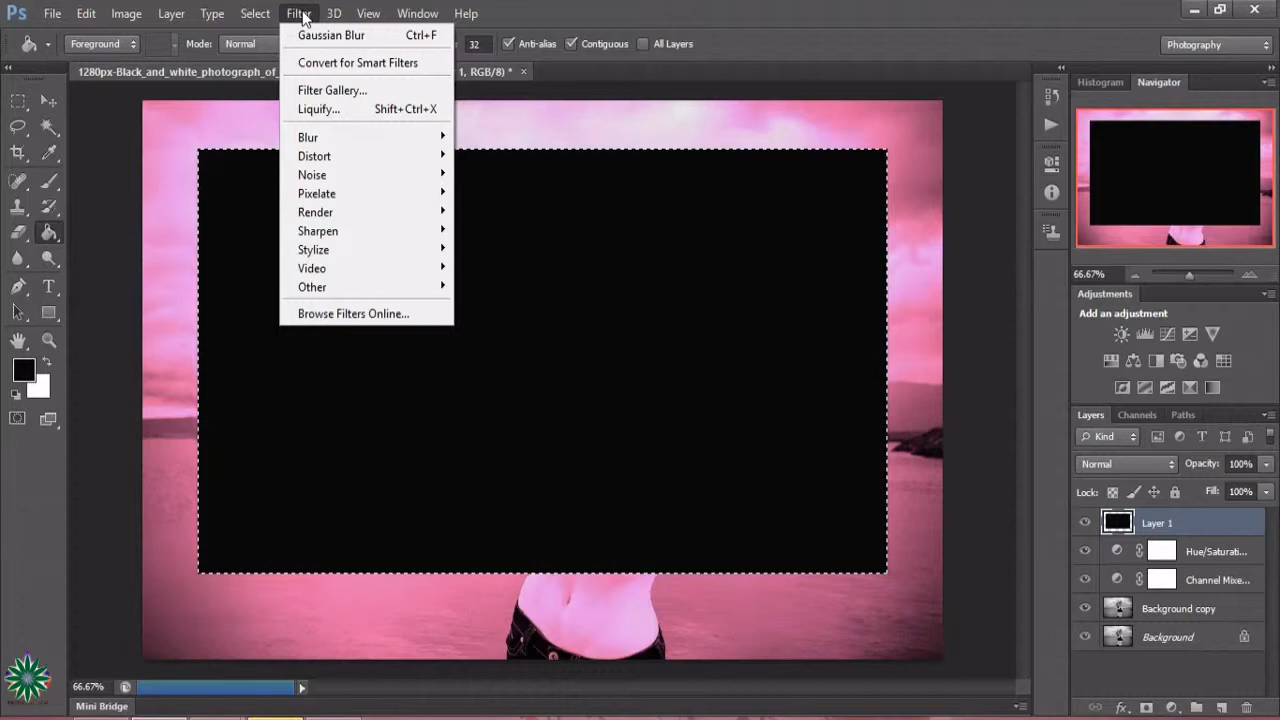 Ps File Edit Image Layer Type Select Filter 3D View Window Help
Foreground Mode: Normal 32 Anti-alias Contiguous All Layers Photography
1280px-Black_and_white_photograph_of_ 1, RGB/8) * ×
Gaussian Blur Ctrl+F
Convert for Smart Filters
Filter Gallery...
Liquify... Shift+Ctrl+X
Blur
Distort
Noise
Pixelate
Render
Sharpen
Stylize
Video
Other
Browse Filters Online...
Histogram Navigator
66.67%
Adjustments
Add an adjustment
Layers Channels Paths
Kind
Normal Opacity: 100%
Lock: Fill: 100%
Layer 1
Hue/Saturati...
Channel Mixe...
Background copy
Background
66.67%
Mini Bridge